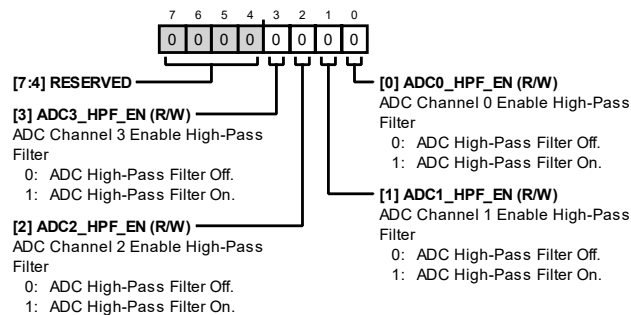 7 6 5 4 3 2 1 0
0 0 0 0 0 0 0 0
[7:4] RESERVED
[3] ADC3_HPF_EN (R/W)
ADC Channel 3 Enable High-Pass
Filter
0: ADC High-Pass Filter Off.
1: ADC High-Pass Filter On.
[2] ADC2_HPF_EN (R/W)
ADC Channel 2 Enable High-Pass
Filter
0: ADC High-Pass Filter Off.
1: ADC High-Pass Filter On.
[0] ADC0_HPF_EN (R/W)
ADC Channel 0 Enable High-Pass
Filter
0: ADC High-Pass Filter Off.
1: ADC High-Pass Filter On.
[1] ADC1_HPF_EN (R/W)
ADC Channel 1 Enable High-Pass
Filter
0: ADC High-Pass Filter Off.
1: ADC High-Pass Filter On.